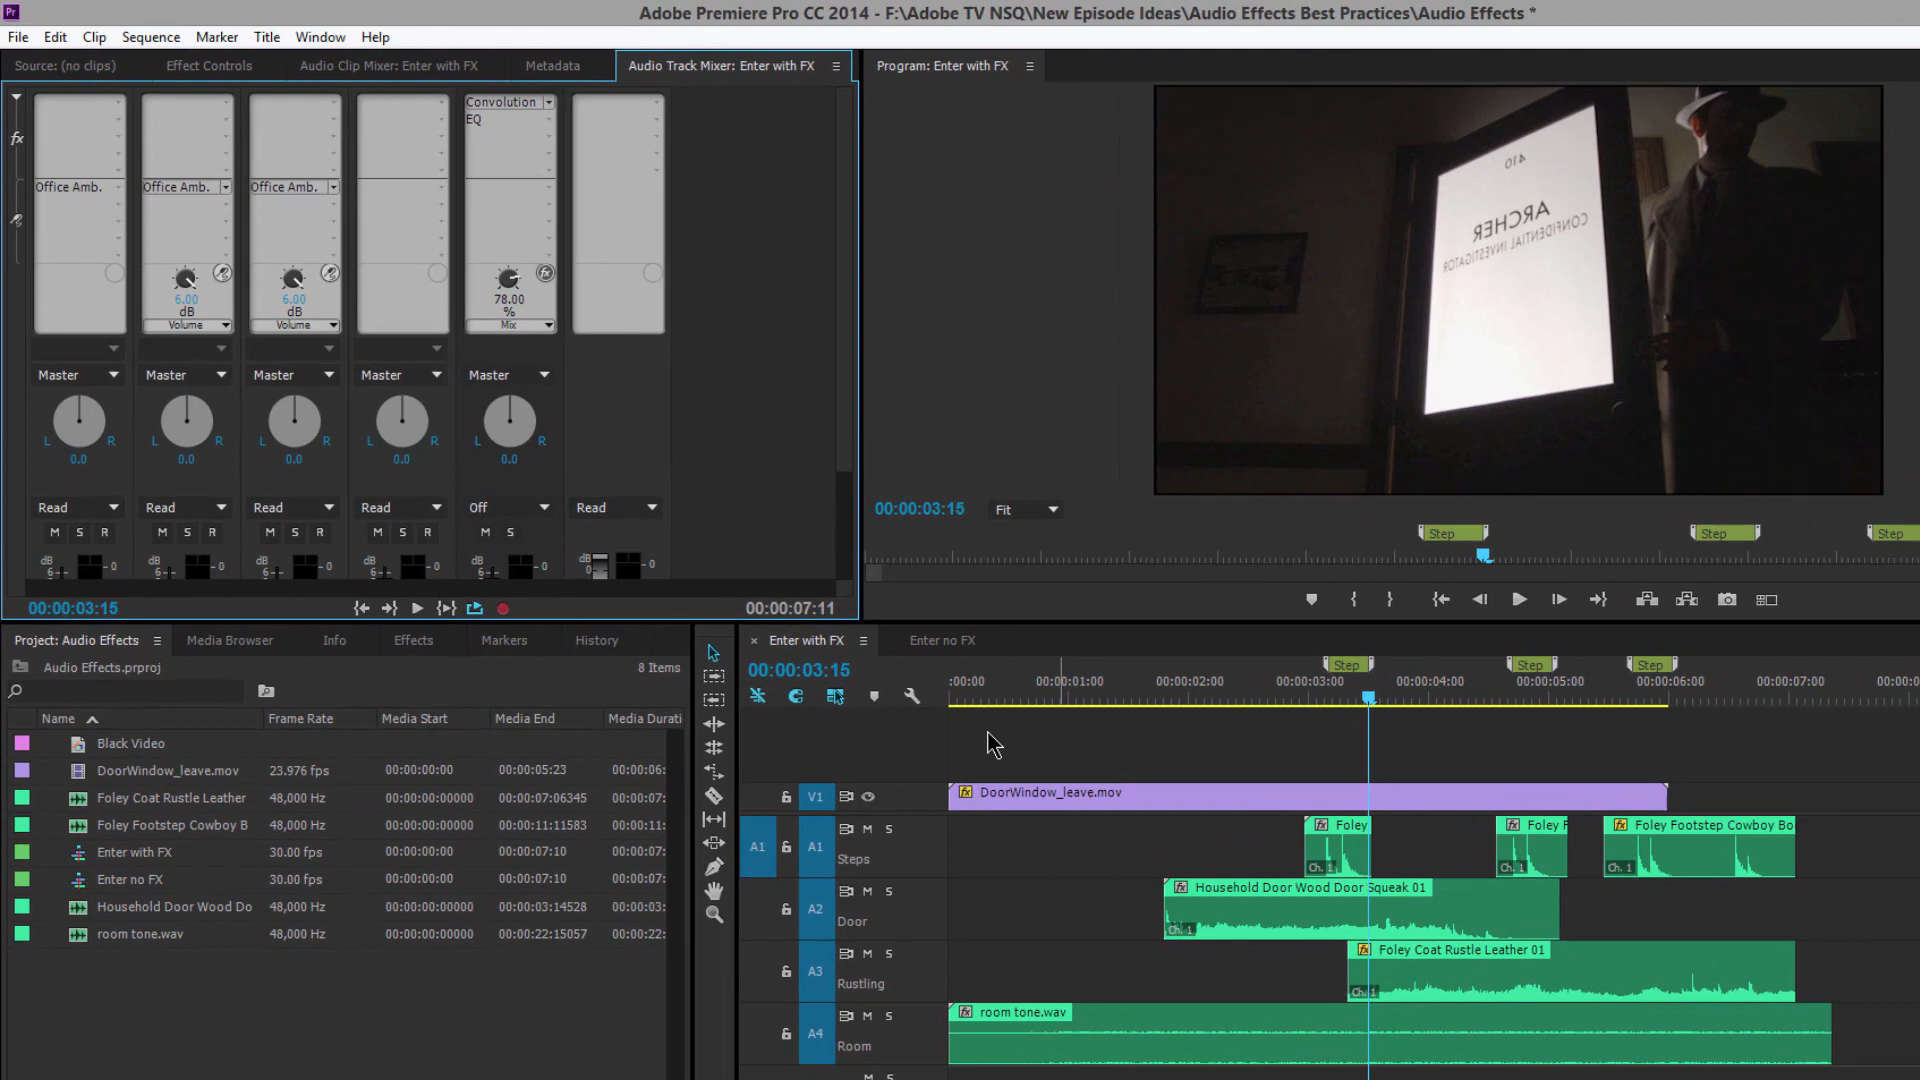 Pr
Adobe Premiere Pro CC 2014 - F:\Adobe TV NSQ\New Episode Ideas\Audio Effects Best Practices\Audio Effects *
File Edit Clip Sequence Marker Title Window Help
Source: (no clips) Effect Controls Audio Clip Mixer: Enter with FX Metadata Audio Track Mixer: Enter with FX
Program: Enter with FX
Convolution
EQ
fx
Office Amb. Office Amb. Office Amb.
6.00 6.00 78.00
dB dB %
Volume Volume Mix
Master Master Master Master Master
L R L R L R L R L R
0.0 0.0 0.0 0.0 0.0
Read Read Read Read Off Read
M S R M S R M S R M S R M S
dB 0 dB 0 dB 0 dB 0 dB 0 dB 0
6 6 6 6 6 0
00:00:03:15 00:00:07:11
410
ARCHER
CONFIDENTIAL INVESTIGATOR
00:00:03:15 Fit
Step Step Step
Project: Audio Effects Media Browser Info Effects Markers History
Audio Effects.prproj 8 Items
Name Frame Rate Media Start Media End Media Durati
Black Video
DoorWindow_leave.mov 23.976 fps 00:00:00:00 00:00:05:23 00:00:06:
Foley Coat Rustle Leather 48,000 Hz 00:00:00:00000 00:00:07:06345 00:00:07:
Foley Footstep Cowboy B 48,000 Hz 00:00:00:00000 00:00:11:11583 00:00:11:
Enter with FX 30.00 fps 00:00:00:00 00:00:07:10 00:00:07:
Enter no FX 30.00 fps 00:00:00:00 00:00:07:10 00:00:07:
Household Door Wood Do 48,000 Hz 00:00:00:00000 00:00:03:14528 00:00:03:
room tone.wav 48,000 Hz 00:00:00:00000 00:00:22:15057 00:00:22:
× Enter with FX Enter no FX
00:00:03:15
Step Step Step
:00:00 00:00:01:00 00:00:02:00 00:00:03:00 00:00:04:00 00:00:05:00 00:00:06:00 00:00:07:00 00:00:0
V1 fx DoorWindow_leave.mov
A1 A1 M S Steps
fx Foley fx Foley F fx Foley Footstep Cowboy Bo
Ch. 1 Ch. 1 Ch. 1
A2 M S Door
fx Household Door Wood Door Squeak 01
Ch. 1
A3 M S Rustling
fx Foley Coat Rustle Leather 01
Ch. 1
A4 M S Room
fx room tone.wav
M S